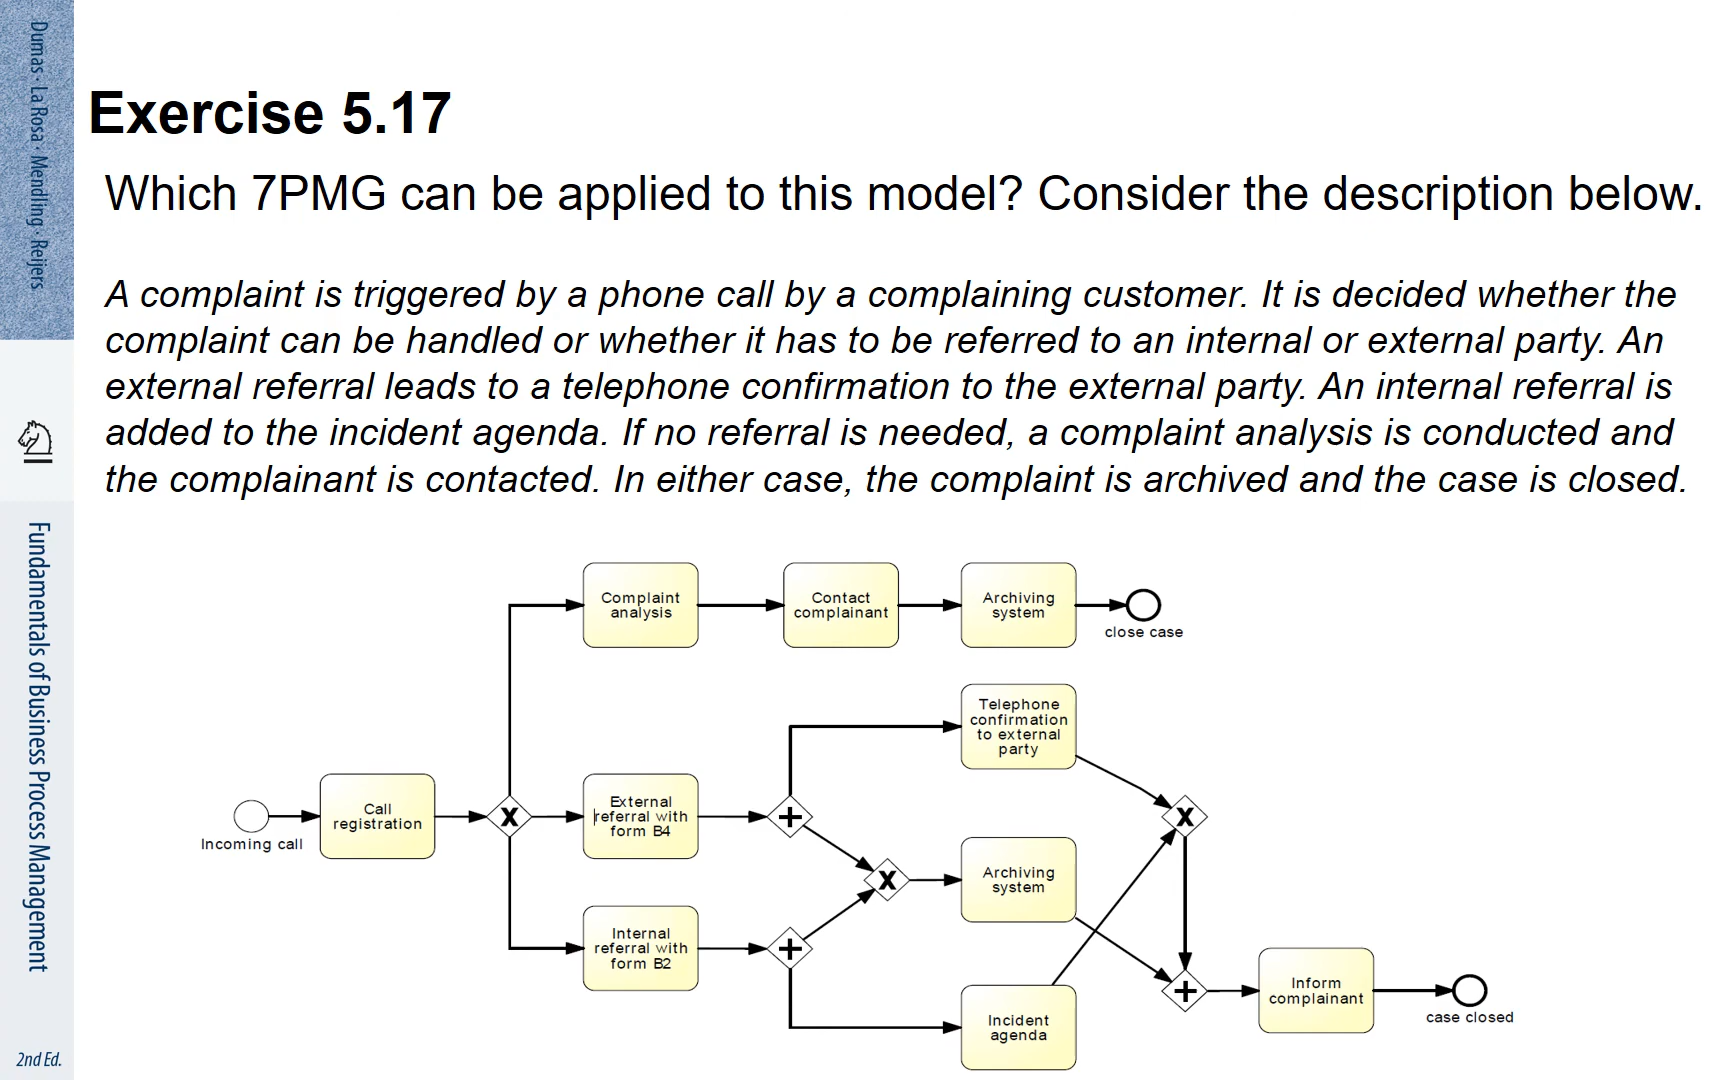 Dumas · La Rosa · Mendling · Reijers
Fundamentals of Business Process Management
2nd Ed.
Exercise 5.17
Which 7PMG can be applied to this model? Consider the description below.
A complaint is triggered by a phone call by a complaining customer. It is decided whether the
complaint can be handled or whether it has to be referred to an internal or external party. An
external referral leads to a telephone confirmation to the external party. An internal referral is
added to the incident agenda. If no referral is needed, a complaint analysis is conducted and
the complainant is contacted. In either case, the complaint is archived and the case is closed.
Incoming call
Call
registration
X
Complaint
analysis
Contact
complainant
Archiving
system
close case
External
referral with
form B4
+
Telephone
confirmation
to external
party
Internal
referral with
form B2
+
X
Archiving
system
Incident
agenda
X
+
Inform
complainant
case closed